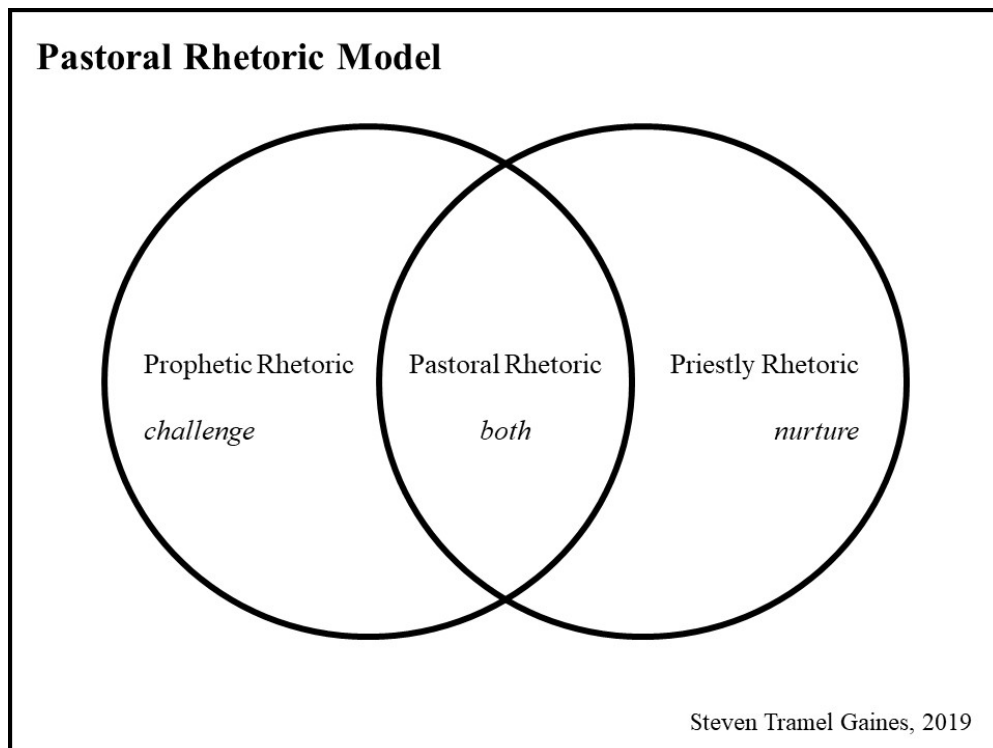 Pastoral Rhetoric Model
Prophetic Rhetoric Pastoral Rhetoric Priestly Rhetoric
challenge both nurture
Steven Tramel Gaines, 2019